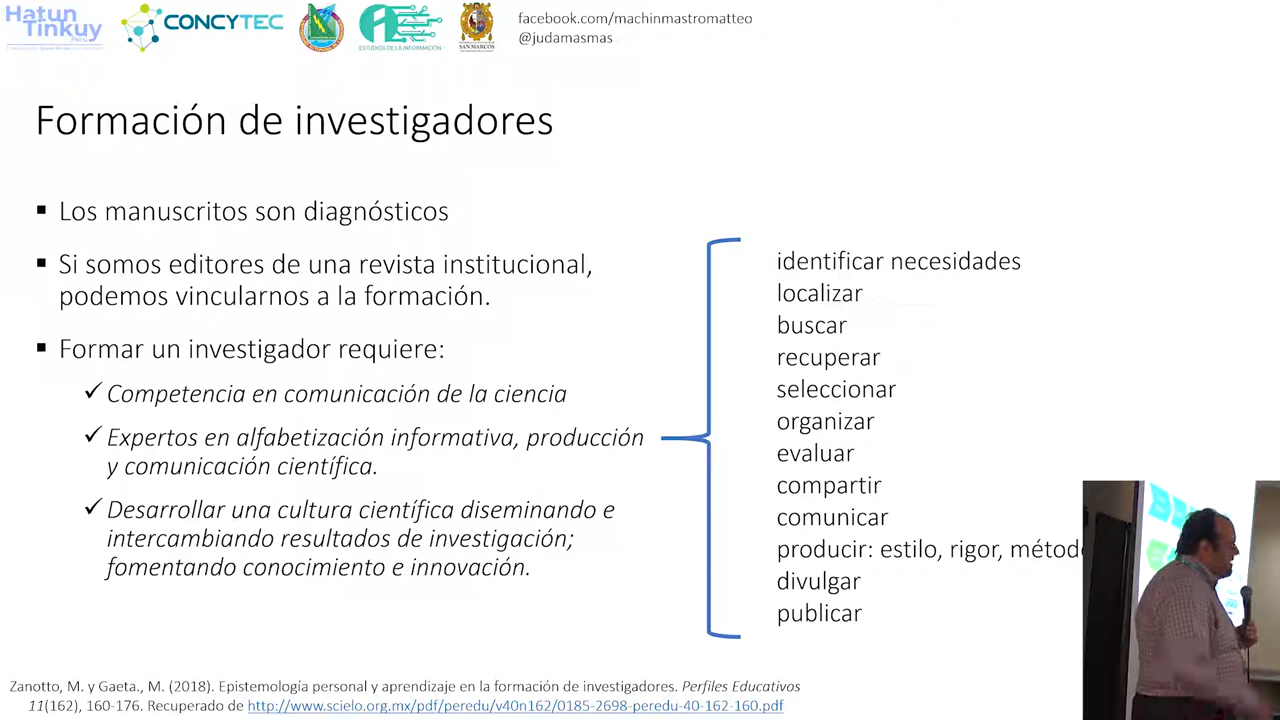 Hatun
Tinkuy
CONCYTEC
ESTUDIOS DE LA INFORMACIÓN
SAN MARCOS
facebook.com/machinmastromatteo
@judamasmas
Formación de investigadores
▪ Los manuscritos son diagnósticos
▪ Si somos editores de una revista institucional,
podemos vincularnos a la formación.
▪ Formar un investigador requiere:
✓ Competencia en comunicación de la ciencia
✓ Expertos en alfabetización informativa, producción
y comunicación científica.
✓ Desarrollar una cultura científica diseminando e
intercambiando resultados de investigación;
fomentando conocimiento e innovación.
identificar necesidades
localizar
buscar
recuperar
seleccionar
organizar
evaluar
compartir
comunicar
producir: estilo, rigor,
divulgar
publicar
Zanotto, M. y Gaeta., M. (2018). Epistemología personal y aprendizaje en la formación de investigadores. Perfiles Educativos
11(162), 160-176. Recuperado de http://www.scielo.org.mx/pdf/peredu/v40n162/0185-2698-peredu-40-162-160.pdf